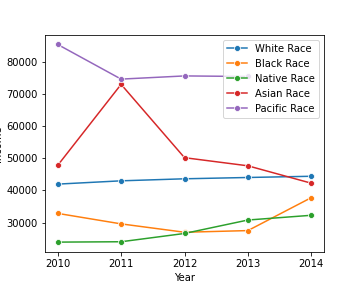 White Race
Black Race
Native Race
Asian Race
Pacific Race
80000
70000
60000
50000
40000
30000
2010
2011
2012
2013
2014
Year